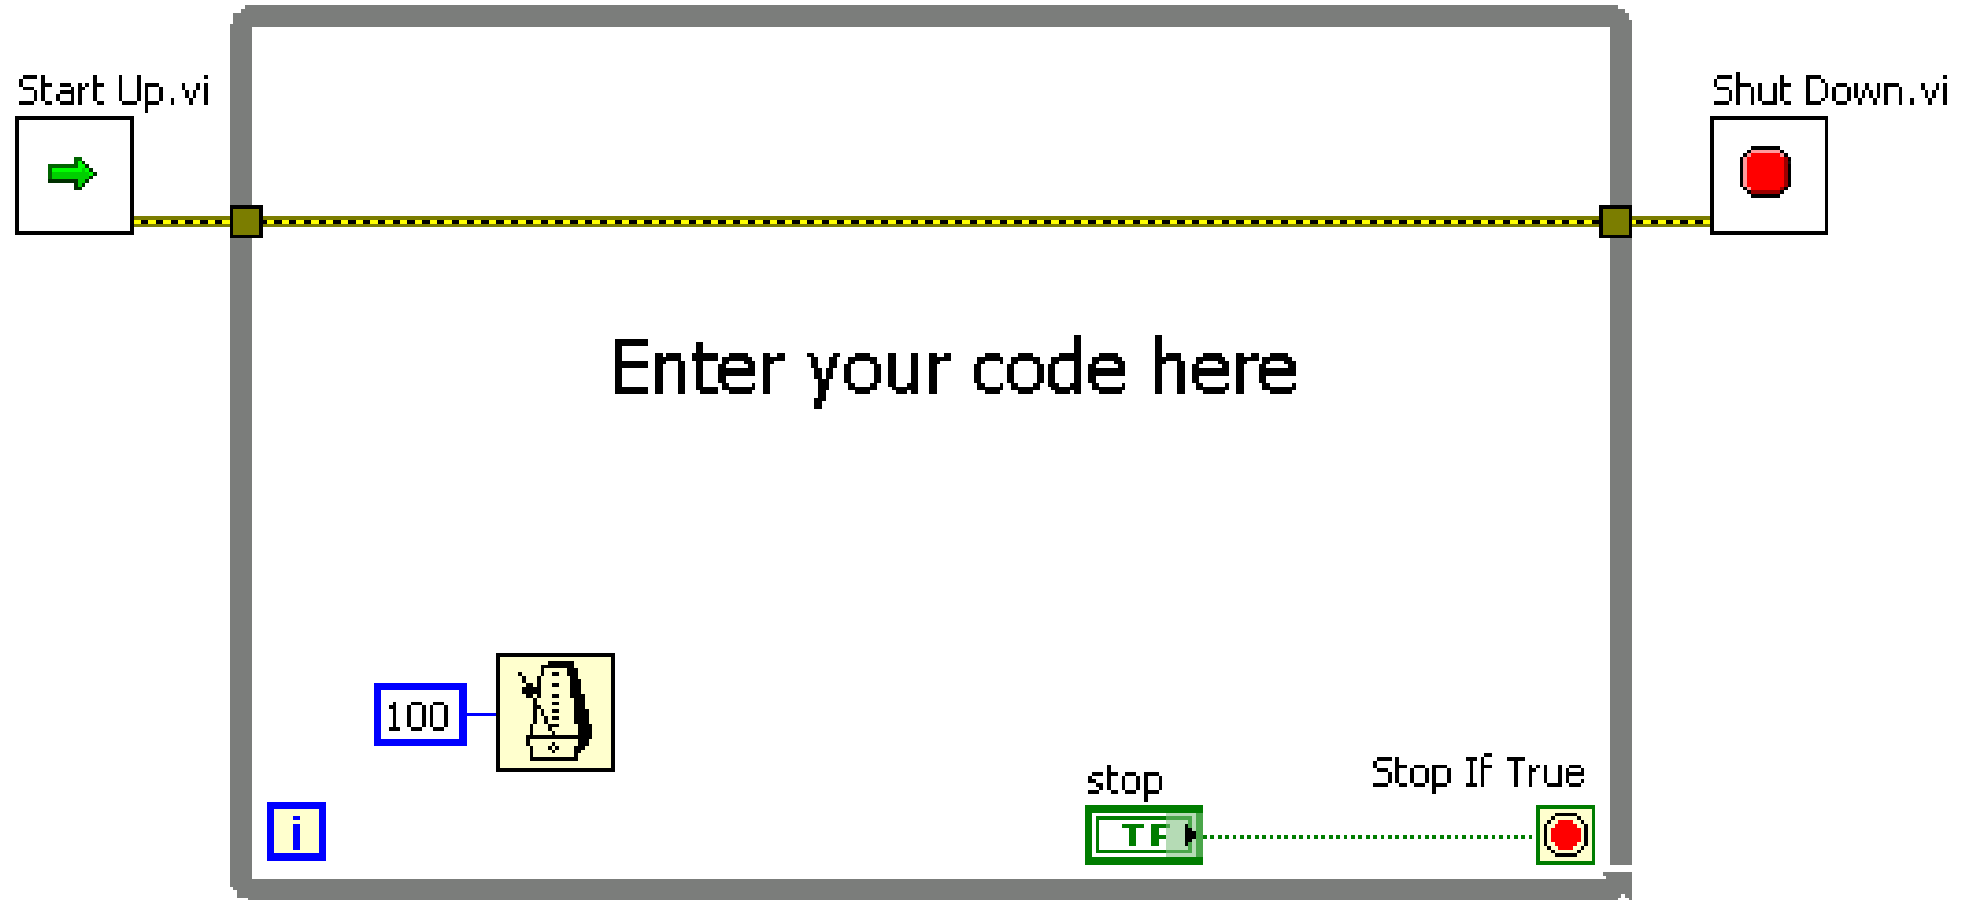 Start Up.vi
Shut Down.vi
Enter your code here
100
stop
Stop If True
TF
i